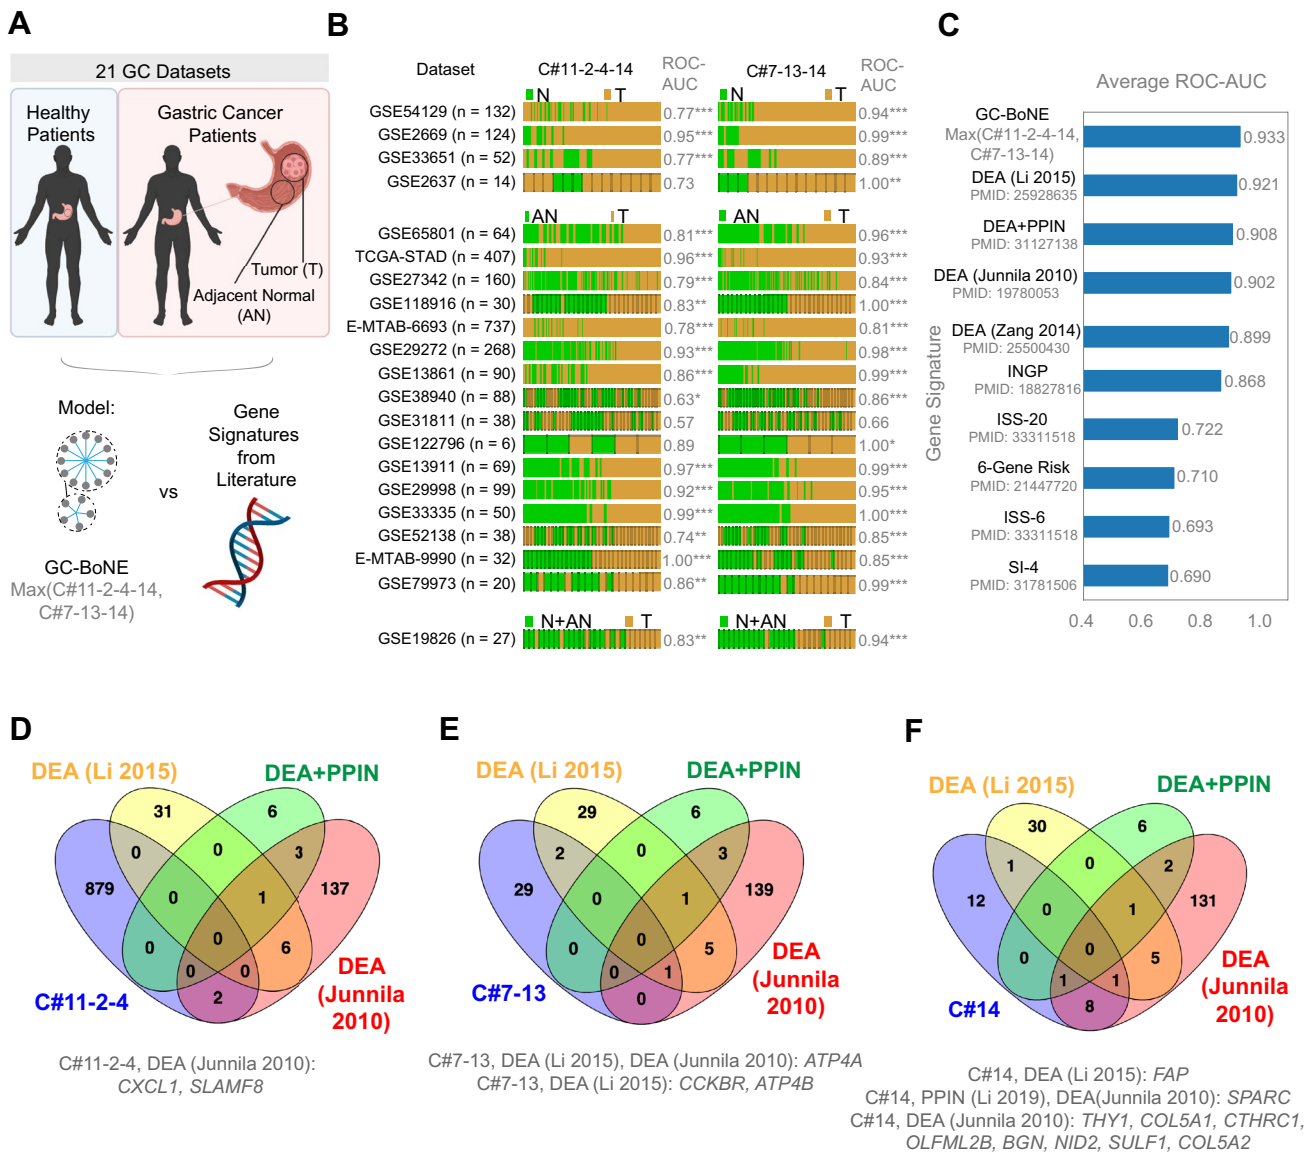 A
21 GC Datasets
Healthy
Patients
Gastric Cancer
Patients
Tumor (T)
Adjacent Normal
(AN)
Model:
vs
Gene
Signatures
from
Literature
GC-BoNE
Max(C#11-2-4-14,
C#7-13-14)
B
Dataset C#11-2-4-14 ROC-AUC C#7-13-14 ROC-AUC
N T N T
GSE54129 (n = 132) 0.77*** 0.94***
GSE2669 (n = 124) 0.95*** 0.99***
GSE33651 (n = 52) 0.77*** 0.89***
GSE2637 (n = 14) 0.73 1.00**
AN T AN T
GSE65801 (n = 64) 0.81*** 0.96***
TCGA-STAD (n = 407) 0.96*** 0.93***
GSE27342 (n = 160) 0.79*** 0.84***
GSE118916 (n = 30) 0.83** 1.00***
E-MTAB-6693 (n = 737) 0.78*** 0.81***
GSE29272 (n = 268) 0.93*** 0.98***
GSE13861 (n = 90) 0.86*** 0.99***
GSE38940 (n = 88) 0.63* 0.86***
GSE31811 (n = 38) 0.57 0.66
GSE122796 (n = 6) 0.89 1.00*
GSE13911 (n = 69) 0.97*** 0.99***
GSE29998 (n = 99) 0.92*** 0.95***
GSE33335 (n = 50) 0.99*** 1.00***
GSE52138 (n = 38) 0.74** 0.85***
E-MTAB-9990 (n = 32) 1.00*** 0.85***
GSE79973 (n = 20) 0.86** 0.99***
N+AN T N+AN T
GSE19826 (n = 27) 0.83** 0.94***
C
Average ROC-AUC
Gene Signature
GC-BoNE
Max(C#11-2-4-14,
C#7-13-14)
0.933
DEA (Li 2015)
PMID: 25928635
0.921
DEA+PPIN
PMID: 31127138
0.908
DEA (Junnila 2010)
PMID: 19780053
0.902
DEA (Zang 2014)
PMID: 25500430
0.899
INGP
PMID: 18827816
0.868
ISS-20
PMID: 33311518
0.722
6-Gene Risk
PMID: 21447720
0.710
ISS-6
PMID: 33311518
0.693
SI-4
PMID: 31781506
0.690
0.4 0.6 0.8 1.0
D
DEA (Li 2015) DEA+PPIN
31 6
0 0 3
879 0 1 137
0 0 6
0 0
2
C#11-2-4
DEA
(Junnila
2010)
C#11-2-4, DEA (Junnila 2010):
CXCL1, SLAMF8
E
DEA (Li 2015) DEA+PPIN
29 6
2 0 3
29 0 1 139
0 0 5
0 1
0
C#7-13
DEA
(Junnila
2010)
C#7-13, DEA (Li 2015), DEA (Junnila 2010): ATP4A
C#7-13, DEA (Li 2015): CCKBR, ATP4B
F
DEA (Li 2015) DEA+PPIN
30 6
1 0 2
12 0 1 131
0 0 5
1 1
8
C#14
DEA
(Junnila
2010)
C#14, DEA (Li 2015): FAP
C#14, PPIN (Li 2019), DEA(Junnila 2010): SPARC
C#14, DEA (Junnila 2010): THY1, COL5A1, CTHRC1,
OLFML2B, BGN, NID2, SULF1, COL5A2